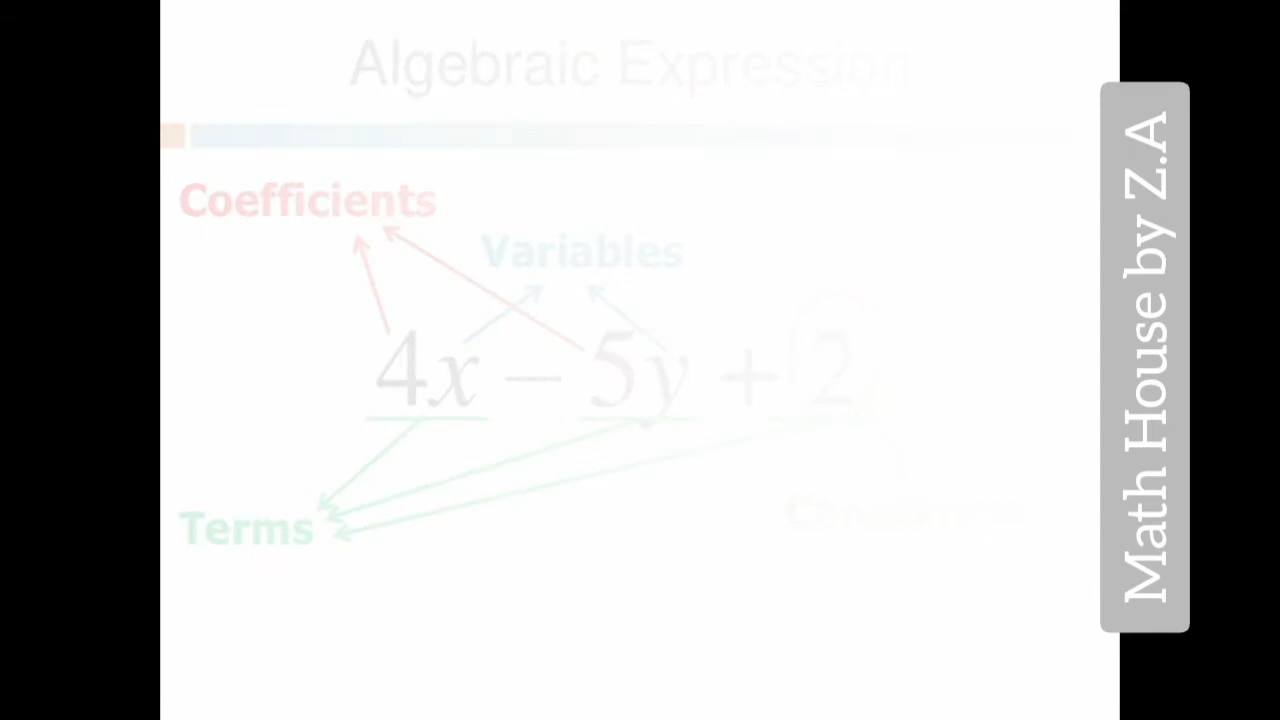 Algebraic Expression
Coefficients
Variables
4x − 5y + 2
Terms
Math House by Z.A